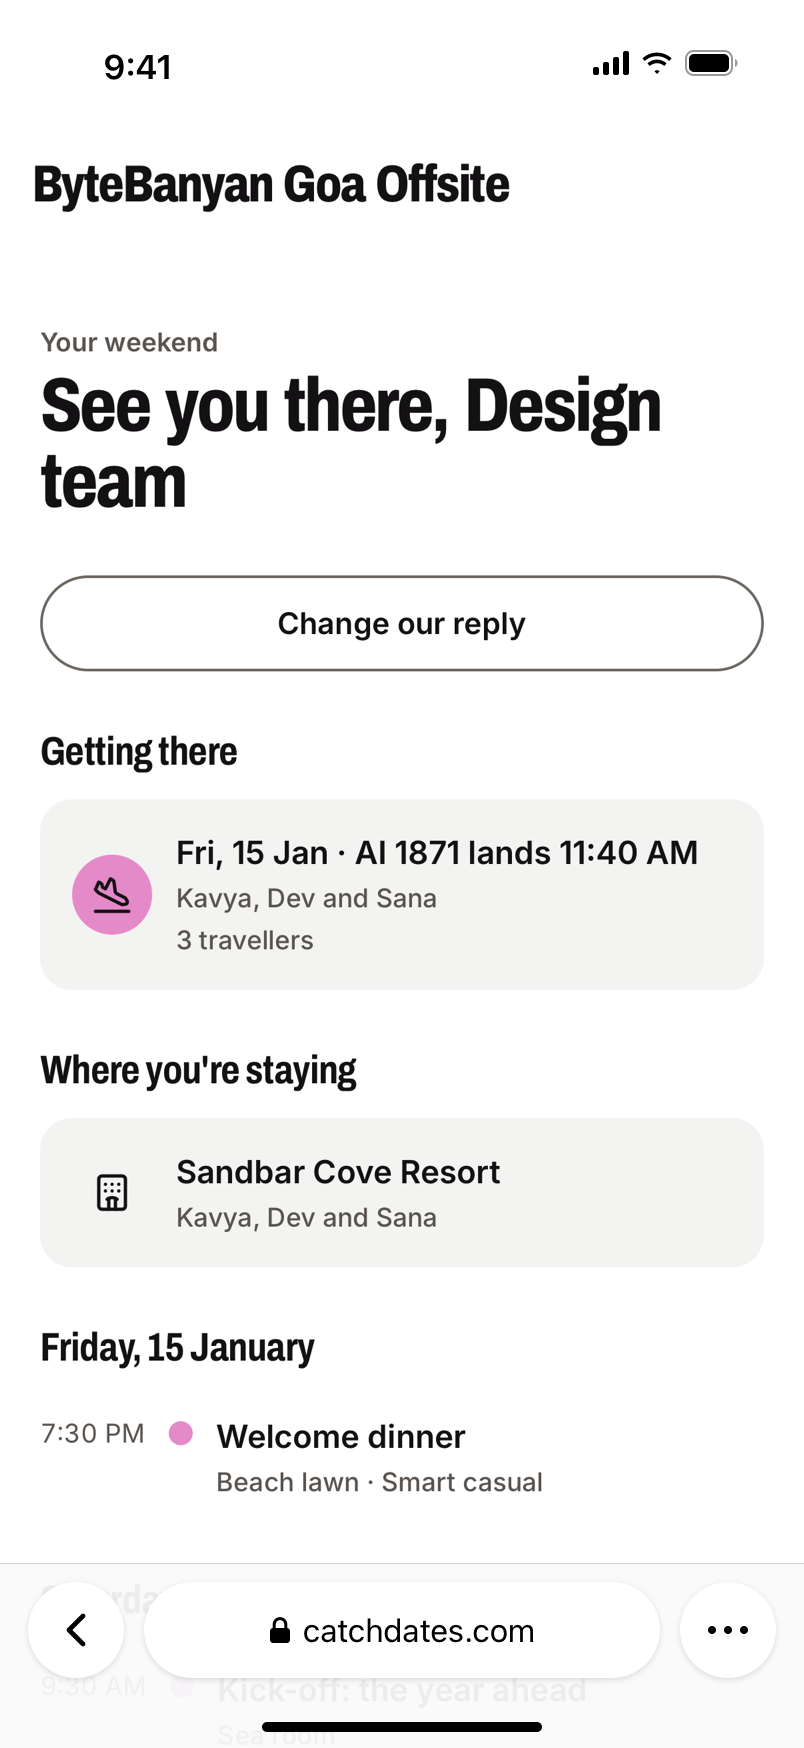 9:41
ByteBanyan Goa Offsite
Your weekend
See you there, Design
team
Change our reply
Getting there
Fri, 15 Jan · AI 1871 lands 11:40 AM
Kavya, Dev and Sana
3 travellers
Where you're staying
Sandbar Cove Resort
Kavya, Dev and Sana
Friday, 15 January
7:30 PM
Welcome dinner
Beach lawn · Smart casual
catchdates.com
9:30 AM
Kick-off: the year ahead
Sea room